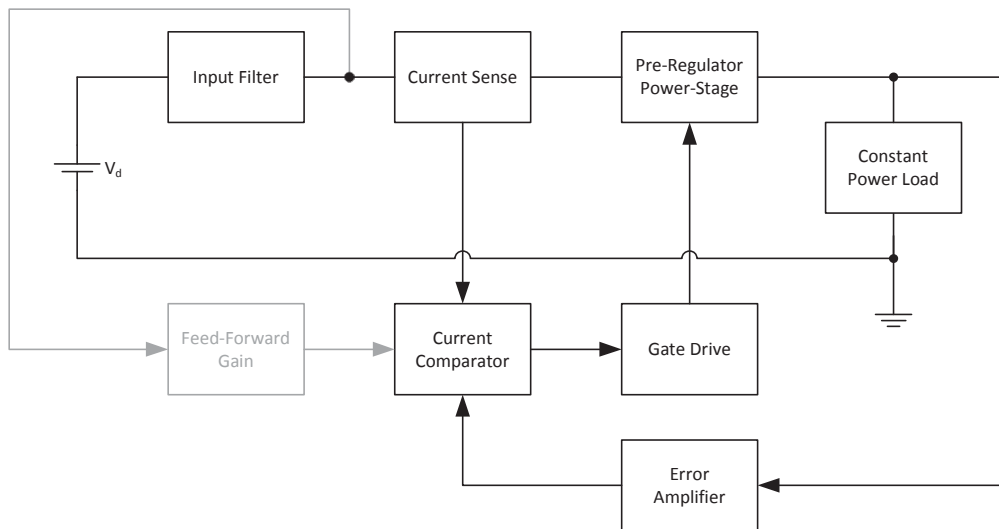 Input Filter
Current Sense
Pre-Regulator
Power-Stage
Constant
Power Load
Vd
Feed-Forward
Gain
Current
Comparator
Gate Drive
Error
Amplifier